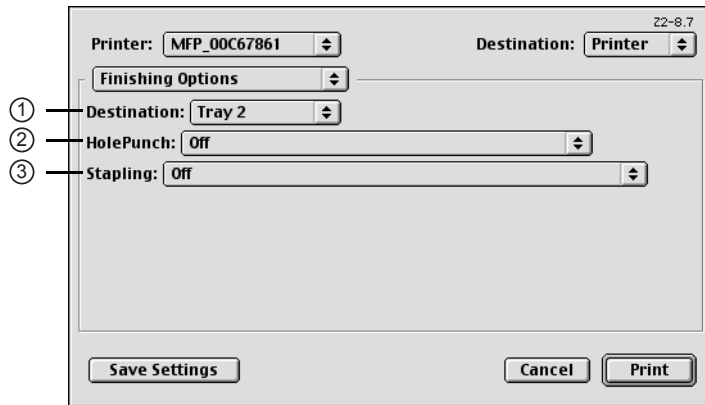 Z2-8.7
Printer: MFP_00C67861 Destination: Printer
Finishing Options
1 Destination: Tray 2
2 HolePunch: Off
3 Stapling: Off
Save Settings Cancel Print